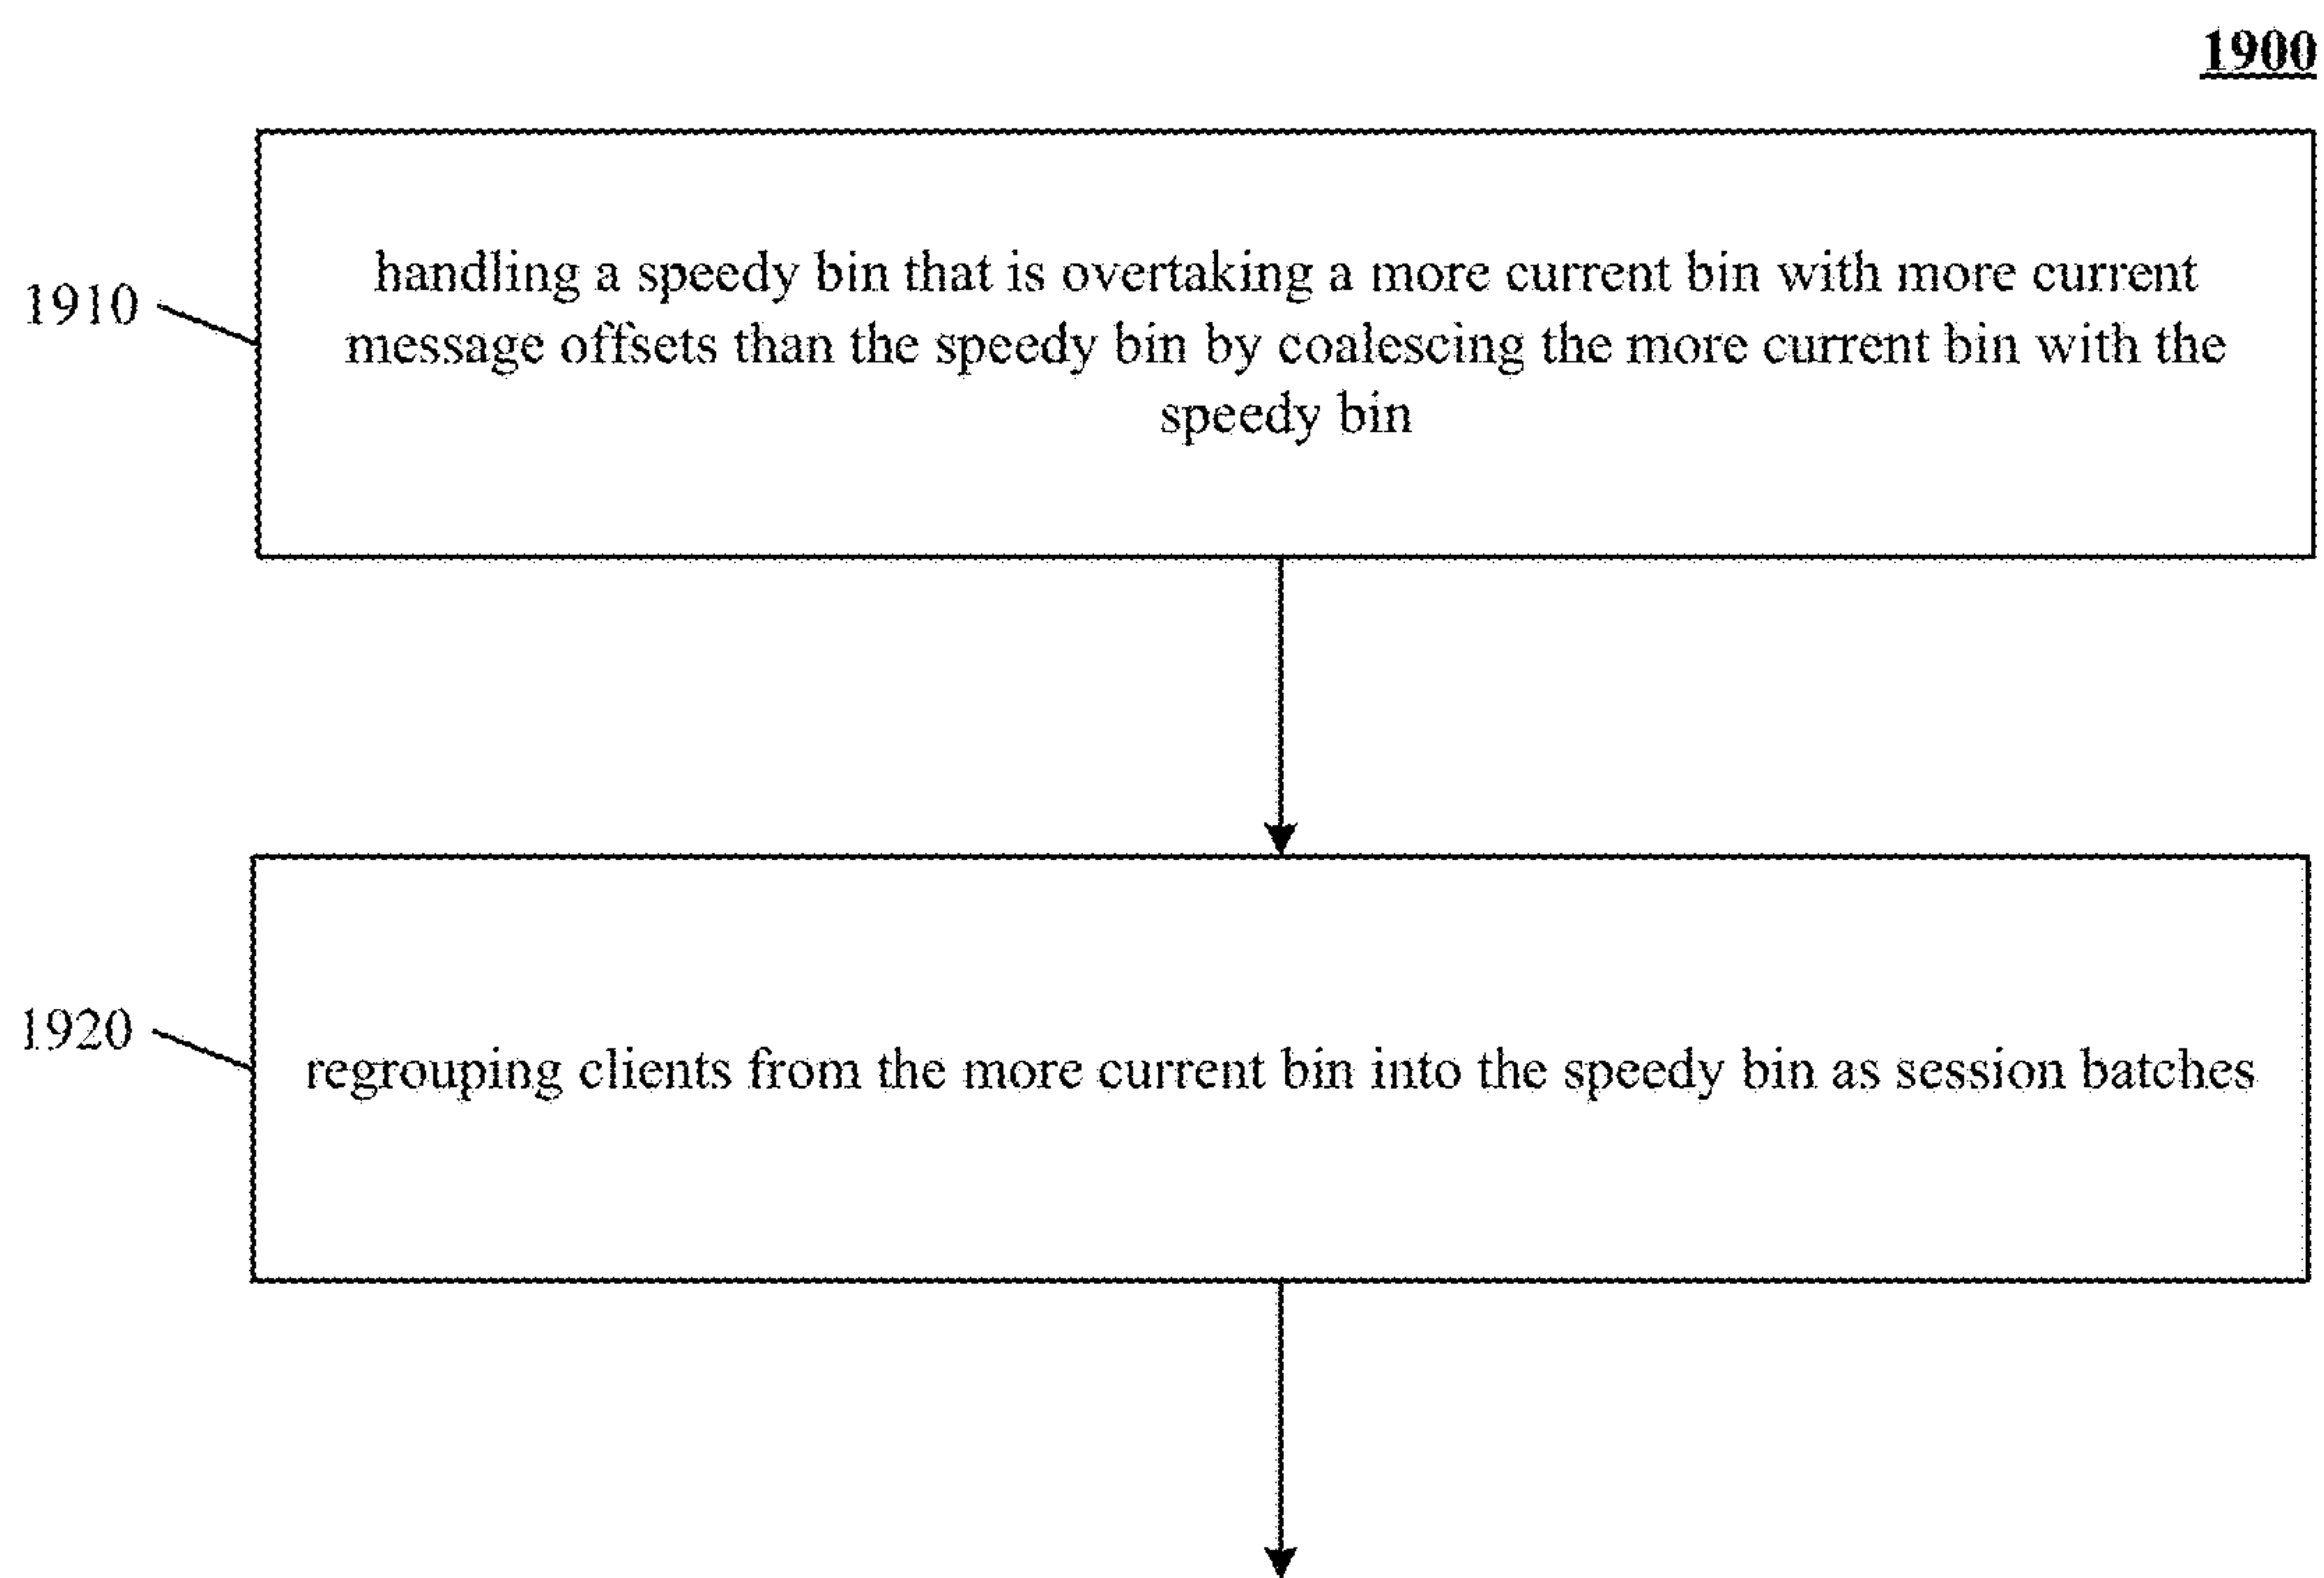 1900
1910
handling a speedy bin that is overtaking a more current bin with more current
message offsets than the speedy bin by coalescing the more current bin with the
speedy bin
1920
regrouping clients from the more current bin into the speedy bin as session batches